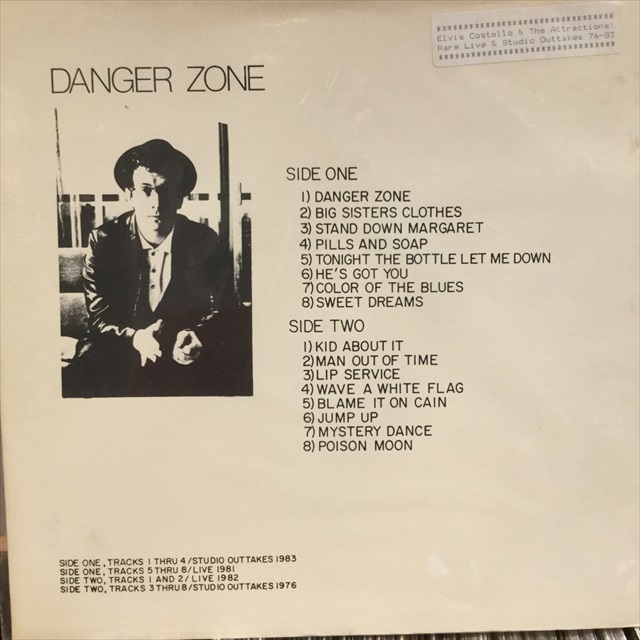 Elvis Costello & The Attractions!
Rare Live & Studio Outtakes 76-83
DANGER ZONE
SIDE ONE
1) DANGER ZONE
2) BIG SISTERS CLOTHES
3) STAND DOWN MARGARET
4) PILLS AND SOAP
5) TONIGHT THE BOTTLE LET ME DOWN
6) HE'S GOT YOU
7) COLOR OF THE BLUES
8) SWEET DREAMS
SIDE TWO
1) KID ABOUT IT
2) MAN OUT OF TIME
3) LIP SERVICE
4) WAVE A WHITE FLAG
5) BLAME IT ON CAIN
6) JUMP UP
7) MYSTERY DANCE
8) POISON MOON
SIDE ONE, TRACKS 1 THRU 4/STUDIO OUTTAKES 1983
SIDE ONE, TRACKS 5 THRU 8/LIVE 1981
SIDE TWO, TRACKS 1 AND 2/LIVE 1982
SIDE TWO, TRACKS 3 THRU 8/STUDIO OUTTAKES 1976